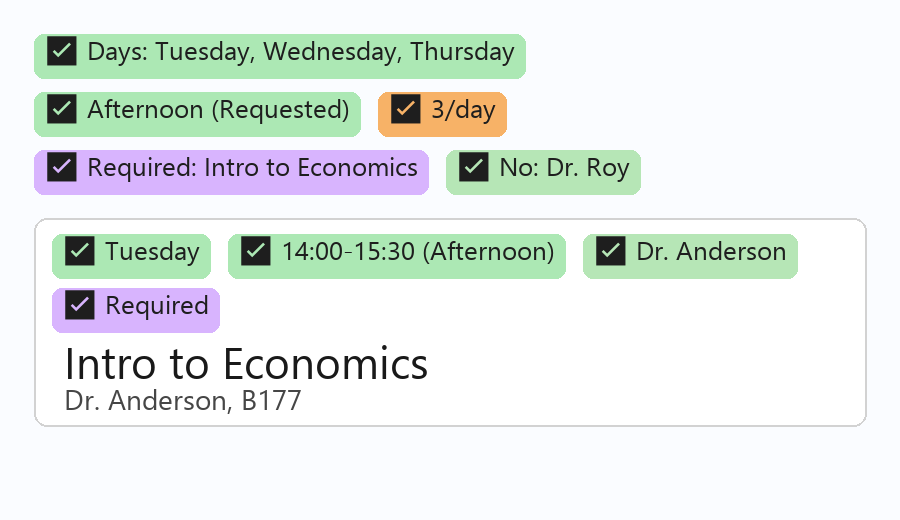 Days: Tuesday, Wednesday, Thursday
Afternoon (Requested) 3/day
Required: Intro to Economics No: Dr. Roy
Tuesday 14:00-15:30 (Afternoon) Dr. Anderson
Required
Intro to Economics
Dr. Anderson, B177